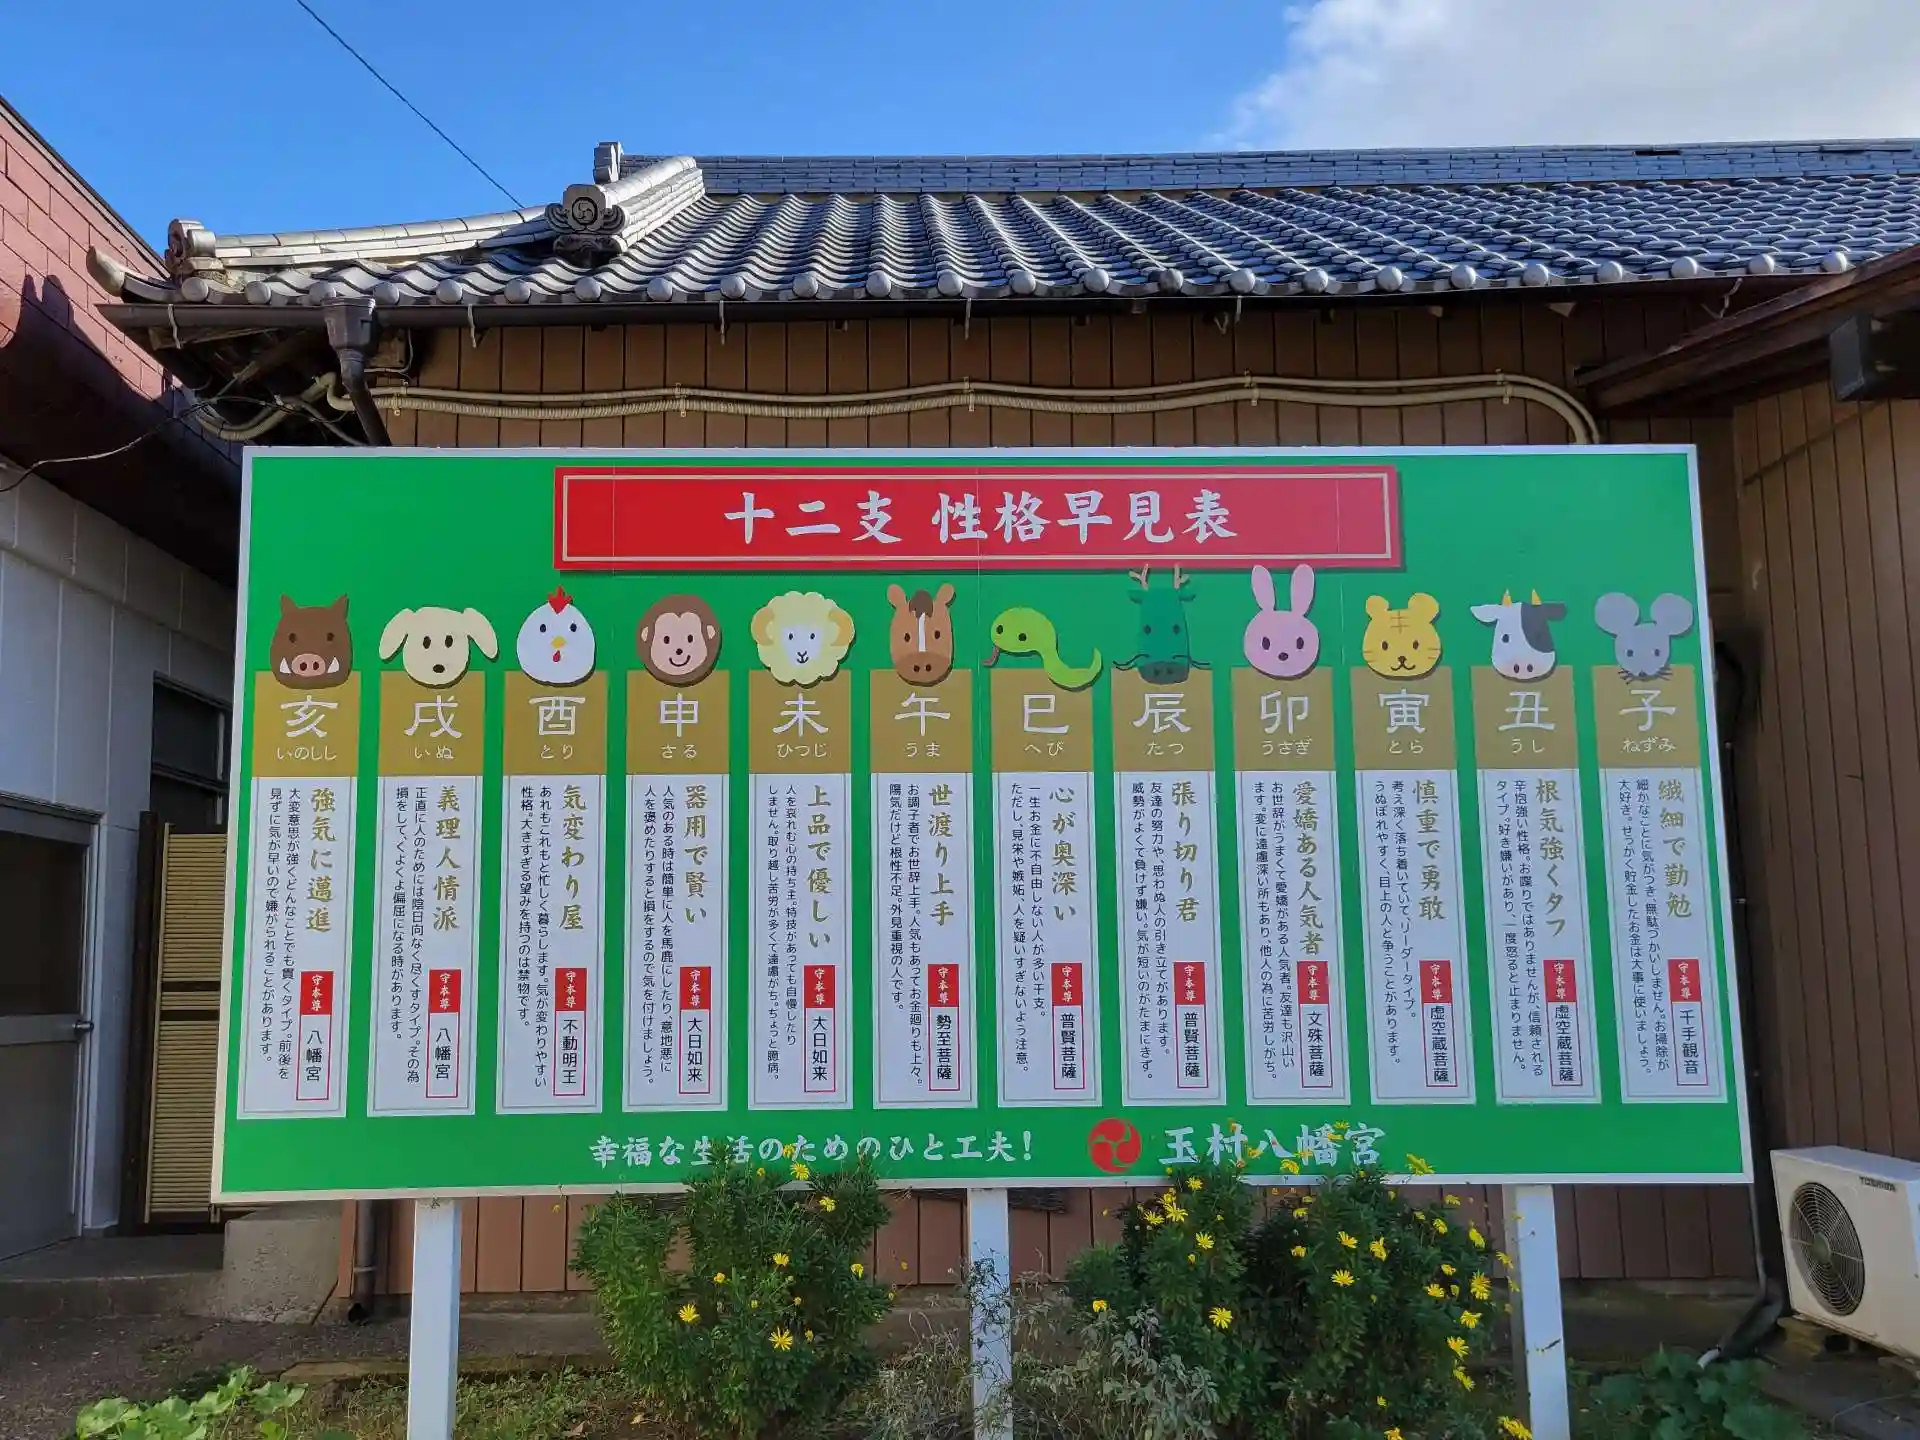 十二支 性格早見表
子
ねずみ
繊細で勤勉
細かなことに気がつき、無駄づかいしません。お掃除が
大好き。せっかく貯金したお金は大事に使いましょう。
守本尊
千手観音
丑
うし
根気強くタフ
辛抱強い性格。お喋りではありませんが、信頼される
タイプ。好き嫌いがあり、一度怒ると止まりません。
守本尊
虚空蔵菩薩
寅
とら
慎重で勇敢
考え深く落ち着いていて、リーダータイプ。
うぬぼれやすく、目上の人と争うことがあります。
守本尊
虚空蔵菩薩
卯
うさぎ
愛嬌ある人気者
お世辞がうまくて愛嬌がある人気者。友達も沢山い
ます。変に遠慮深い所もあり、他人の為に苦労しがち。
守本尊
文殊菩薩
辰
たつ
張り切り君
友達の努力や、思わぬ人の引き立てがあります。
威勢がよくて負けず嫌い。気が短いのがたまにきず。
守本尊
普賢菩薩
巳
へび
心が奥深い
一生お金に不自由しない人が多い干支。
ただし、見栄や嫉妬、人を疑いすぎないよう注意。
守本尊
普賢菩薩
午
うま
世渡り上手
お調子者でお世辞上手。人気もあってお金廻りも上々。
陽気だけど根性不足。外見重視の人です。
守本尊
勢至菩薩
未
ひつじ
上品で優しい
人を哀れむ心の持ち主。特技があっても自慢したり
しません。取り越し苦労が多くて遠慮がち。ちょっと臆病。
守本尊
大日如来
申
さる
器用で賢い
人気のある時は簡単に人を馬鹿にしたり、意地悪に
人を褒めたりすると損をするので気を付けましょう。
守本尊
大日如来
酉
とり
気変わり屋
あれもこれもと忙しく暮らします。気が変わりやすい
性格。大きすぎる望みを持つのは禁物です。
守本尊
不動明王
戌
いぬ
義理人情派
正直に人のためには陰日向なく尽くすタイプ。その為
損をして、くよくよ偏屈になる時があります。
守本尊
八幡宮
亥
いのしし
強気に邁進
大変意思が強くどんなことでも貫くタイプ。前後を
見ずに気が早いので嫌がられることがあります。
守本尊
八幡宮
幸福な生活のためのひと工夫!
玉村八幡宮
TOSHIBA